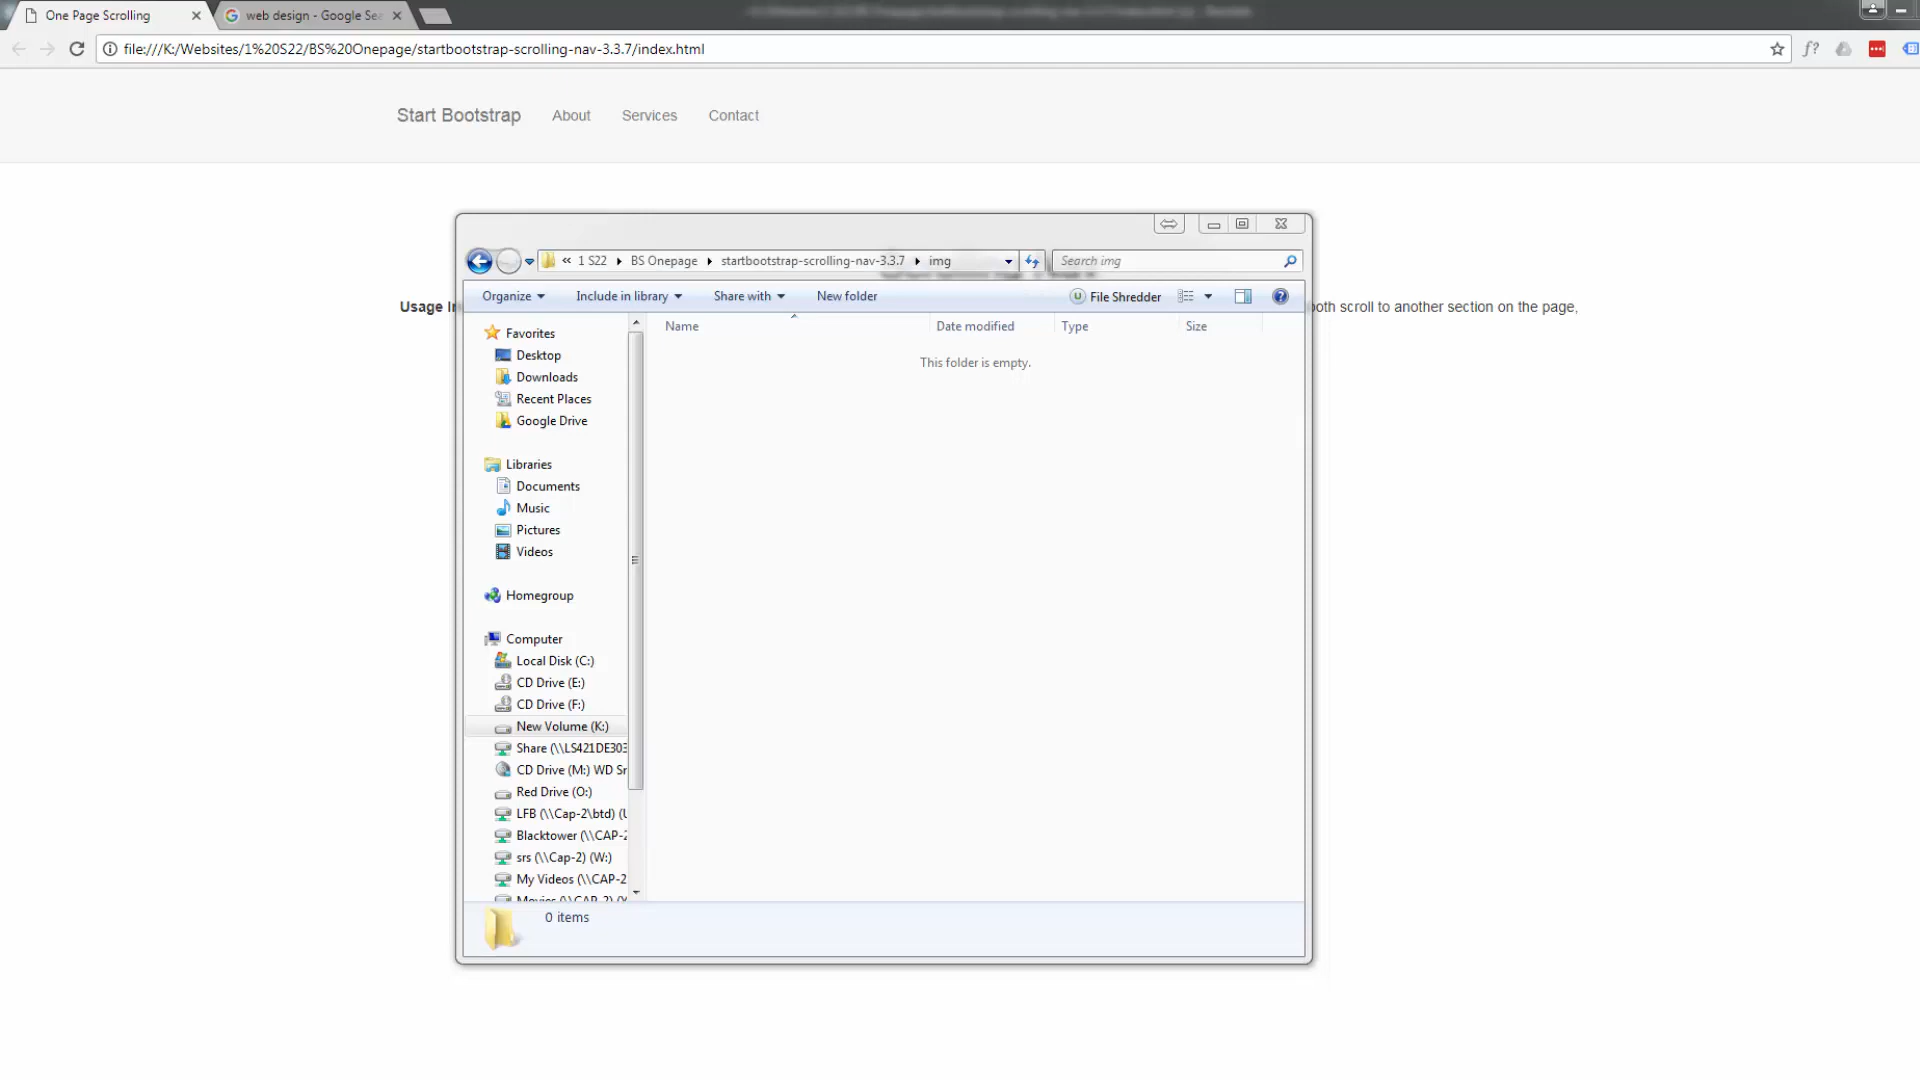 One Page Scrolling
web design - Google Sea
file:///K:/Websites/1%20S22/BS%20Onepage/startbootstrap-scrolling-nav-3.3.7/index.html
f?
Start Bootstrap About Services Contact
« 1 S22 BS Onepage startbootstrap-scrolling-nav-3.3.7 img
Search img
Organize Include in library Share with New folder File Shredder
Usage
oth scroll to another section on the page,
Name Date modified Type Size
This folder is empty.
Favorites
Desktop
Downloads
Recent Places
Google Drive
Libraries
Documents
Music
Pictures
Videos
Homegroup
Computer
Local Disk (C:)
CD Drive (E:)
CD Drive (F:)
New Volume (K:)
Share (\\LS421DE303
CD Drive (M:) WD Sr
Red Drive (O:)
LFB (\\Cap-2\btd) (U
Blacktower (\\CAP-2
srs (\\Cap-2) (W:)
My Videos (\\CAP-2
Movies (\\CAP-2) (Y
0 items